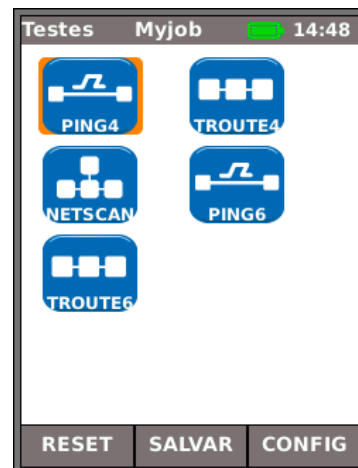 Testes Myjob 14:48
PING4 TROUTE4
NETSCAN PING6
TROUTE6
RESET SALVAR CONFIG